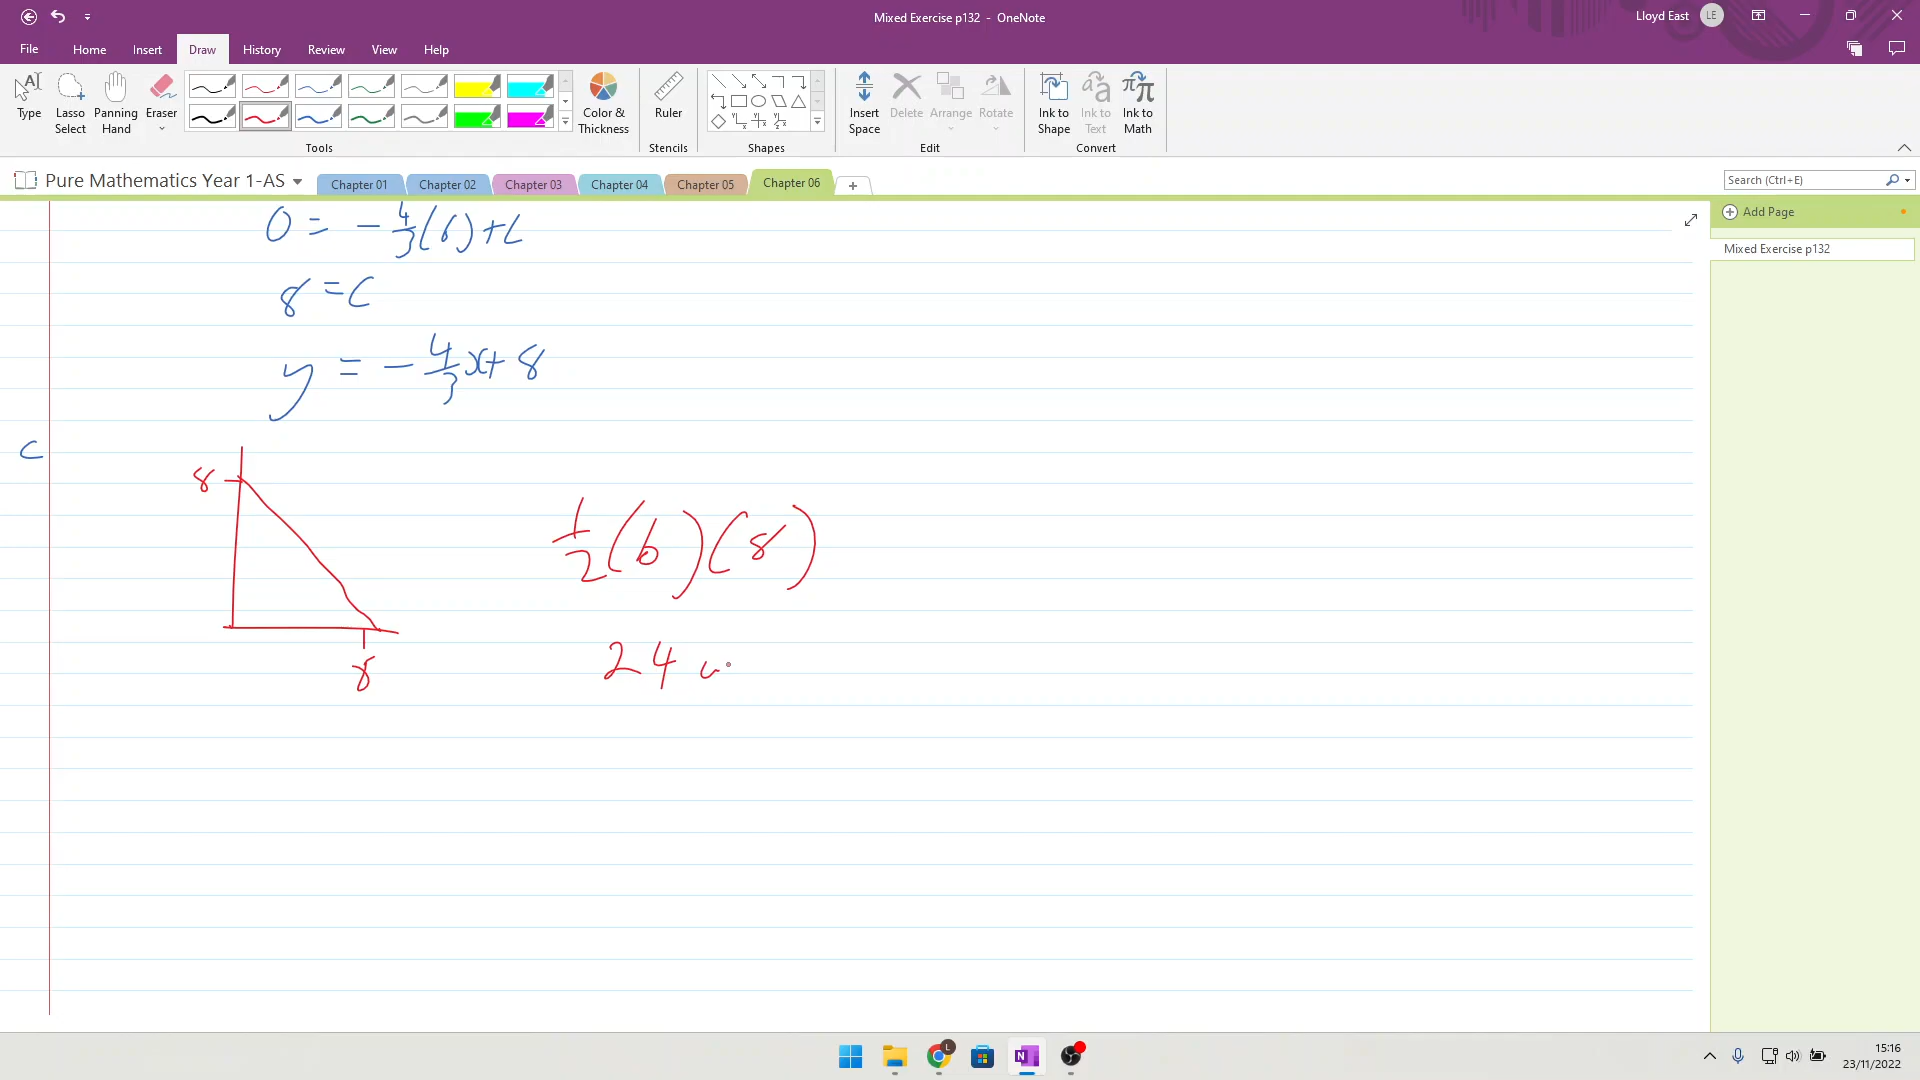 Mixed Exercise p132 - OneNote
Lloyd East
LE
File Home Insert Draw History Review View Help
Type
Lasso Select
Panning Hand
Eraser
Color & Thickness
Ruler
Insert Space
Delete
Arrange
Rotate
Ink to Shape
Ink to Text
Ink to Math
Tools
Stencils
Shapes
Edit
Convert
Pure Mathematics Year 1-AS
Chapter 01
Chapter 02
Chapter 03
Chapter 04
Chapter 05
Chapter 06
Search (Ctrl+E)
Add Page
Mixed Exercise p132
0 = -4/3(6)+c
8 = c
y = -4/3x + 8
c
8
1/2(6)(8)
24
8
15:16
23/11/2022